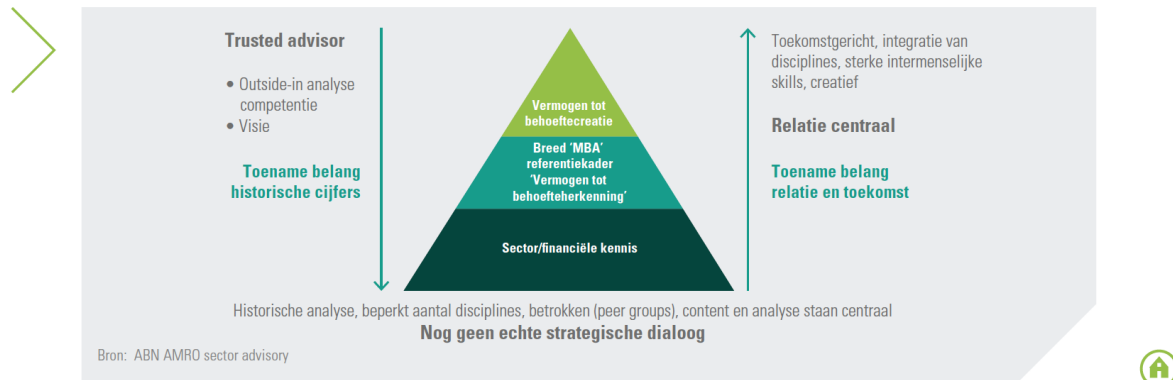 Trusted advisor
• Outside-in analyse
competentie
• Visie
Toename belang
historische cijfers
Vermogen tot
behoeftecreatie
Breed ‘MBA’
referentiekader
‘Vermogen tot
behoefteherkenning’
Sector/financiële kennis
Toekomstgericht, integratie van
disciplines, sterke intermenselijke
skills, creatief
Relatie centraal
Toename belang
relatie en toekomst
Historische analyse, beperkt aantal disciplines, betrokken (peer groups), content en analyse staan centraal
Nog geen echte strategische dialoog
Bron: ABN AMRO sector advisory